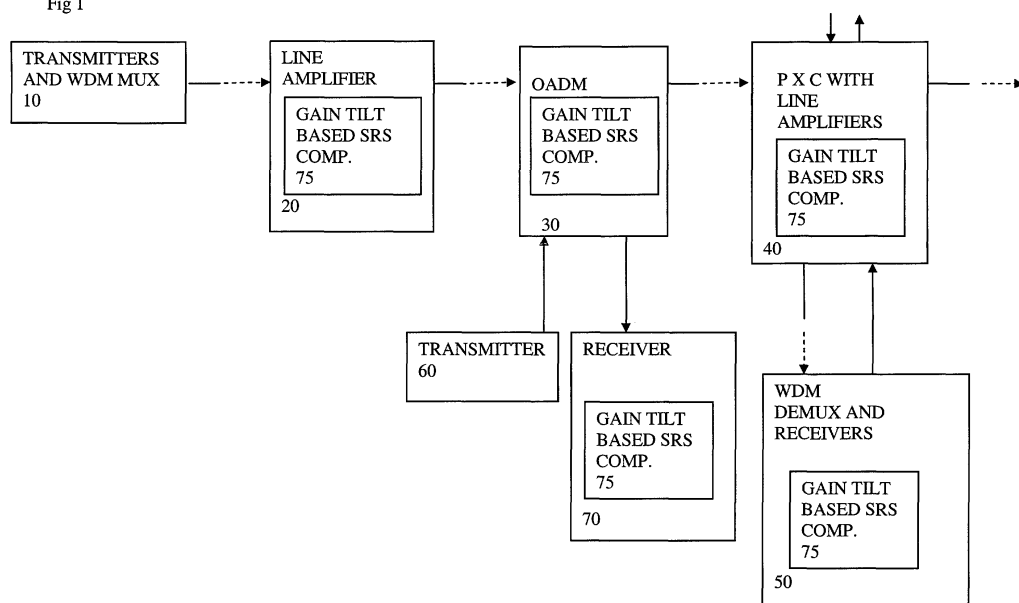 Fig 1
TRANSMITTERS
AND WDM MUX
10
LINE
AMPLIFIER
GAIN TILT
BASED SRS
COMP.
75
20
OADM
GAIN TILT
BASED SRS
COMP.
75
30
P X C WITH
LINE
AMPLIFIERS
GAIN TILT
BASED SRS
COMP.
75
40
TRANSMITTER
60
RECEIVER
GAIN TILT
BASED SRS
COMP.
75
70
WDM
DEMUX AND
RECEIVERS
GAIN TILT
BASED SRS
COMP.
75
50